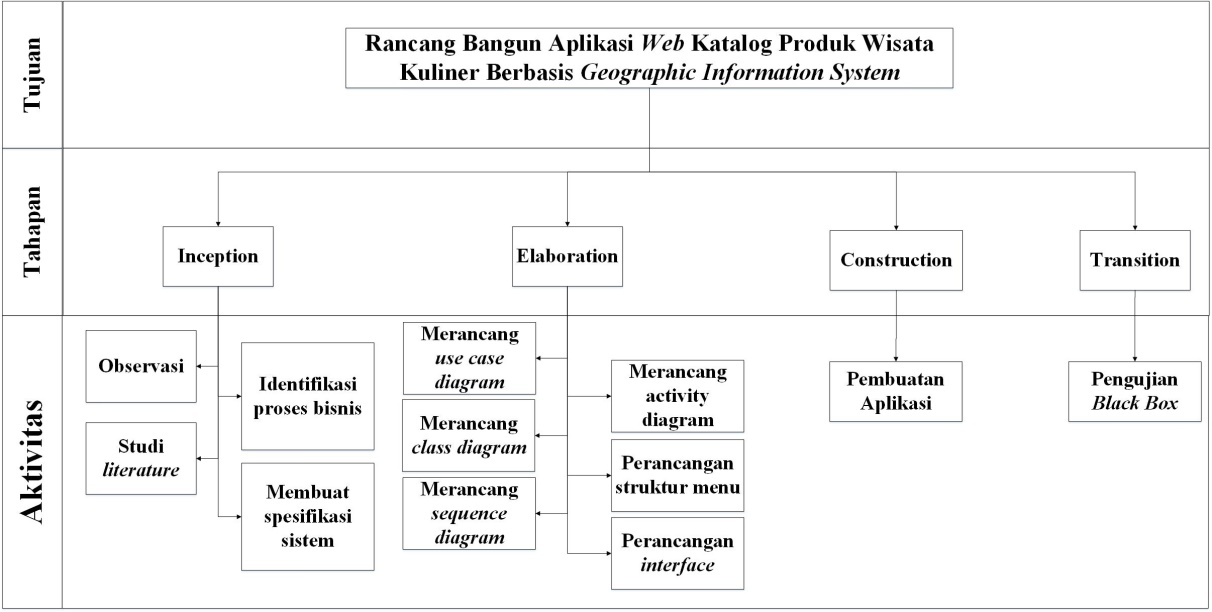 Tujuan
Rancang Bangun Aplikasi Web Katalog Produk Wisata
Kuliner Berbasis Geographic Information System
Tahapan
Inception
Elaboration
Construction
Transition
Aktivitas
Observasi
Identifikasi
proses bisnis
Studi
literature
Membuat
spesifikasi
sistem
Merancang
use case
diagram
Merancang
activity
diagram
Merancang
class diagram
Perancangan
struktur menu
Merancang
sequence
diagram
Perancangan
interface
Pembuatan
Aplikasi
Pengujian
Black Box